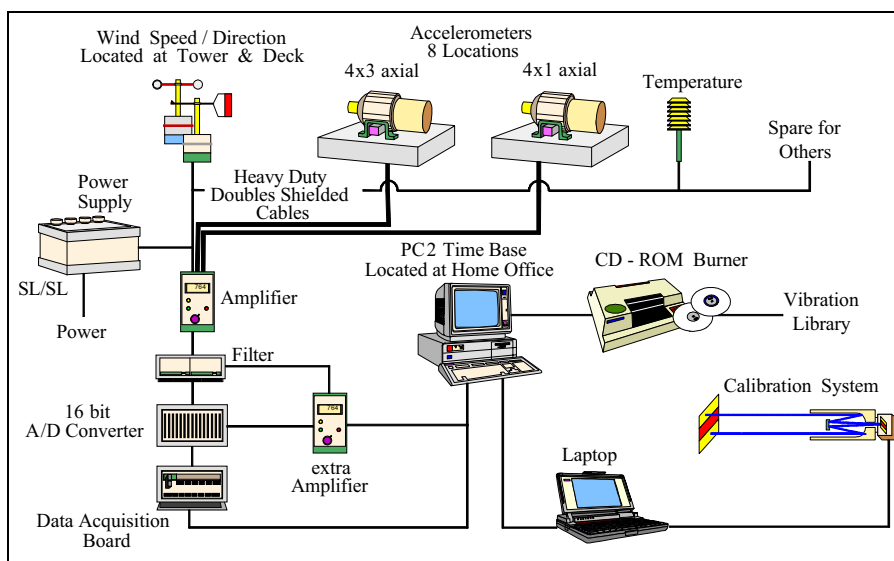 Wind Speed / Direction
Located at Tower & Deck
Accelerometers
8 Locations
4x3 axial
4x1 axial
Temperature
Spare for
Others
Heavy Duty
Doubles Shielded
Cables
Power
Supply
SL/SL
Power
764
Amplifier
PC2 Time Base
Located at Home Office
CD - ROM Burner
Vibration
Library
Filter
16 bit
A/D Converter
764
extra
Amplifier
Calibration System
Laptop
Data Acquisition
Board